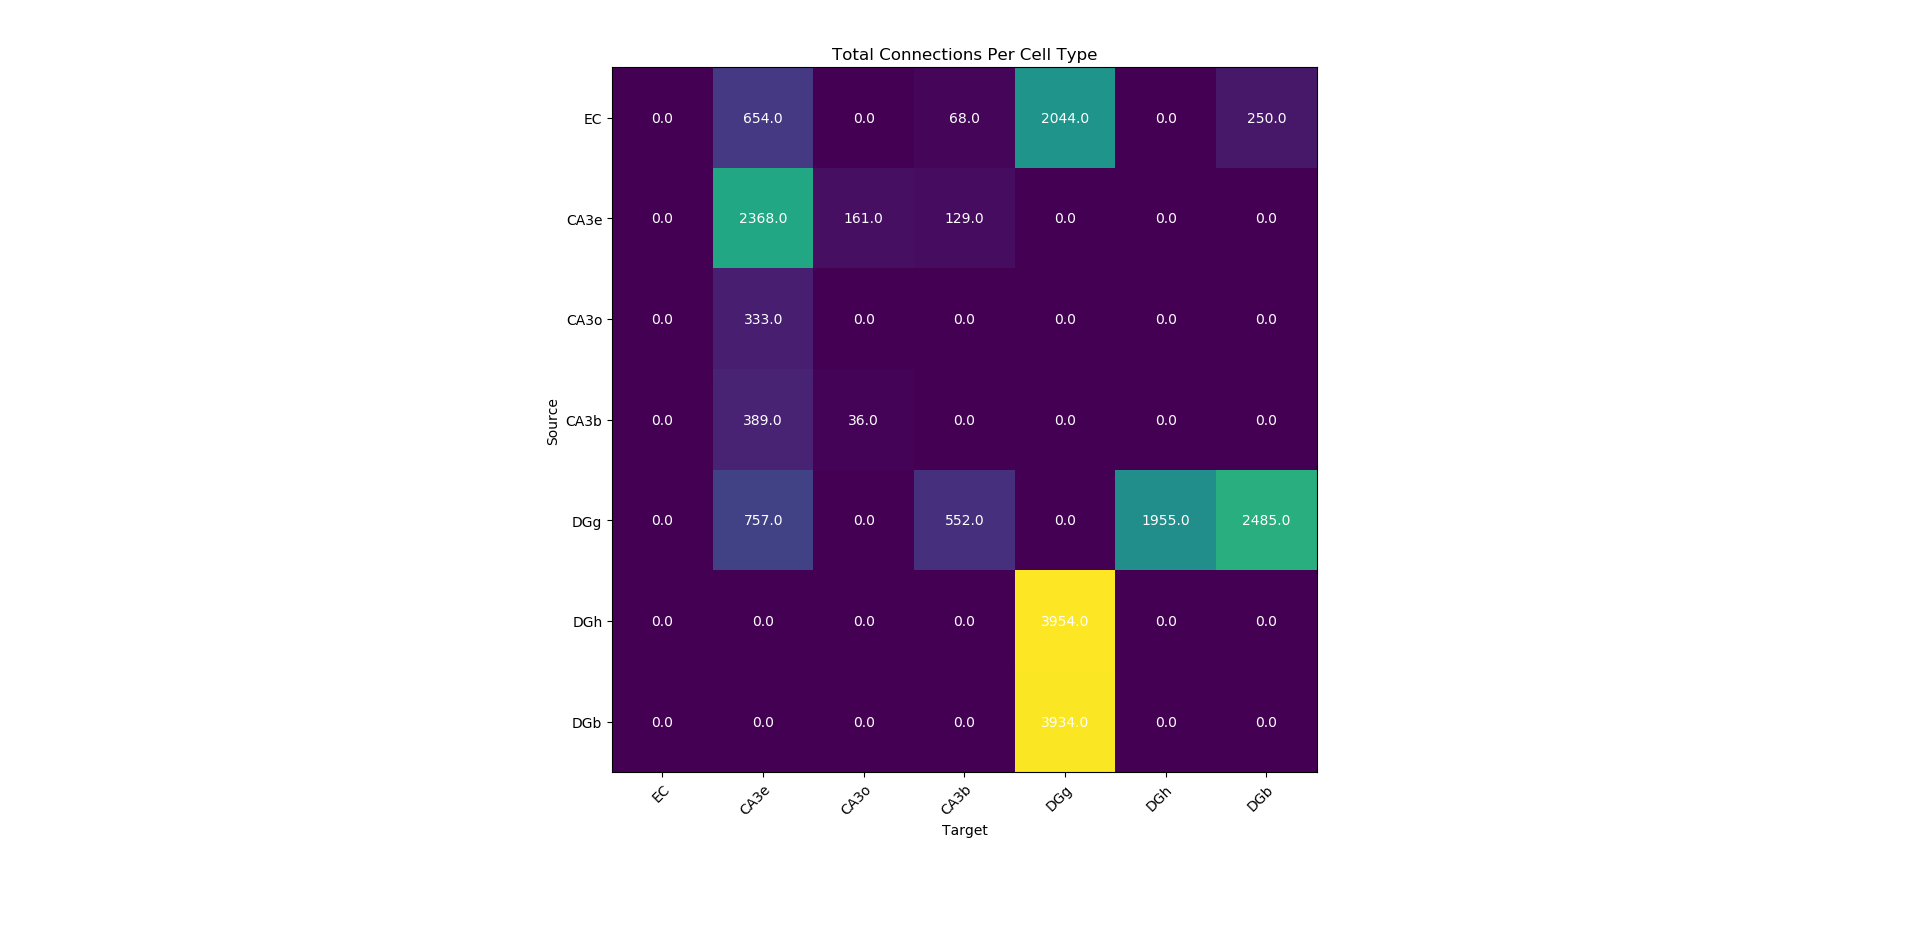 Total Connections Per Cell Type
EC 0.0 654.0 0.0 68.0 2044.0 0.0 250.0
CA3e 0.0 2368.0 161.0 129.0 0.0 0.0 0.0
CA3o 0.0 333.0 0.0 0.0 0.0 0.0 0.0
Source
CA3b 0.0 389.0 36.0 0.0 0.0 0.0 0.0
DGg 0.0 757.0 0.0 552.0 0.0 1955.0 2485.0
DGh 0.0 0.0 0.0 0.0 3954.0 0.0 0.0
DGb 0.0 0.0 0.0 0.0 3934.0 0.0 0.0
EC CA3e CA3o CA3b DGg DGh DGb
Target